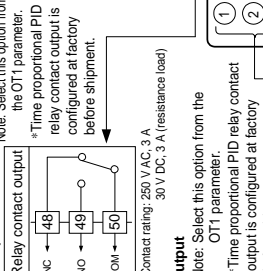 Note: Select this option from
the OT1 parameter.
*Time proportional PID
relay contact output is
configured at factory
before shipment.
Relay contact output
NC
48
NO
49
50
Contact rating: 250 V AC, 3 A
30 V DC, 3 A (resistance load)
Note: Select this option from the
OT1 parameter.
*Time proportional PID relay contact
output is configured at factory
1
2